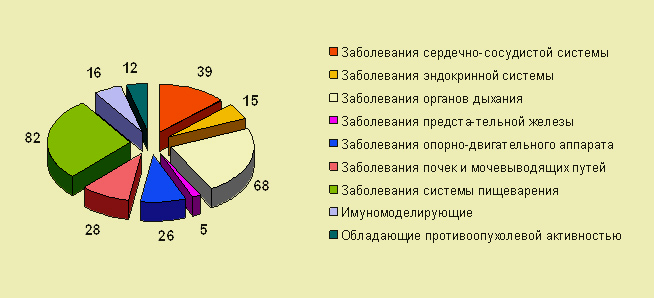 39
15
68
5
26
28
82
16
12
Заболевания сердечно-сосудистой системы
Заболевания эндокринной системы
Заболевания органов дыхания
Заболевания предста-тельной железы
Заболевания опорно-двигательного аппарата
Заболевания почек и мочевыводящих путей
Заболевания системы пищеварения
Имуномоделирующие
Обладающие противоопухолевой активностью